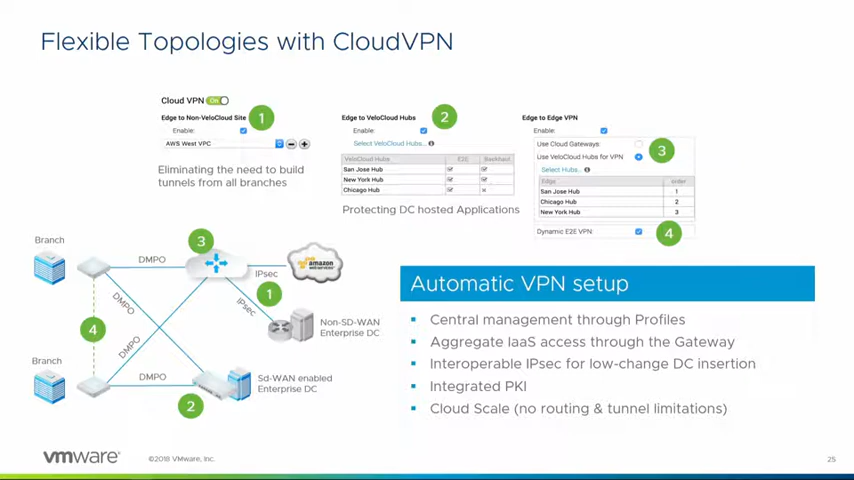 Flexible Topologies with CloudVPN
Cloud VPN On
Edge to Non-VeloCloud Site
1
Enable:
AWS West VPC
Eliminating the need to build
tunnels from all branches
Edge to VeloCloud Hubs
2
Enable:
Select VeloCloud Hubs...
VeloCloud Hubs E2E Backhaul
San Jose Hub
New York Hub
Chicago Hub
Protecting DC hosted Applications
Edge to Edge VPN
Enable:
Use Cloud Gateways:
Use VeloCloud Hubs for VPN
3
Select Hubs..
Edge order
San Jose Hub 1
Chicago Hub 2
New York Hub 3
Dynamic E2E VPN:
4
Branch
DMPO
3
IPsec
amazon
1
IPsec
DMPO
Non-SD-WAN
Enterprise DC
4
DMPO
Branch
DMPO
Sd-WAN enabled
Enterprise DC
2
Automatic VPN setup
Central management through Profiles
Aggregate IaaS access through the Gateway
Interoperable IPsec for low-change DC insertion
Integrated PKI
Cloud Scale (no routing & tunnel limitations)
vmware
©2018 VMware, Inc.
25